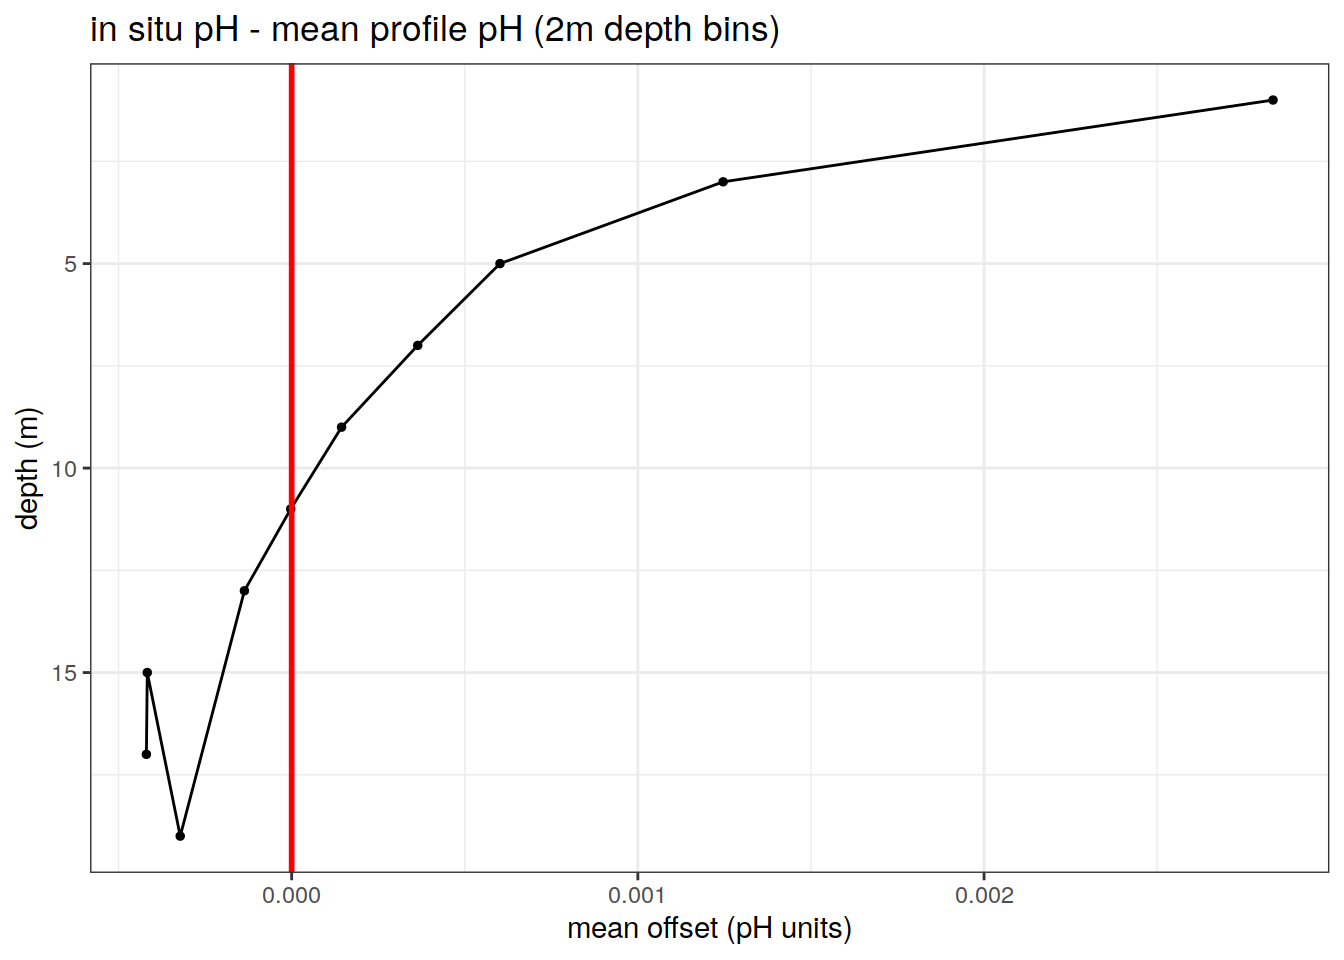 in situ pH - mean profile pH (2m depth bins)
depth (m)
5
10
15
0.000
0.001
0.002
mean offset (pH units)